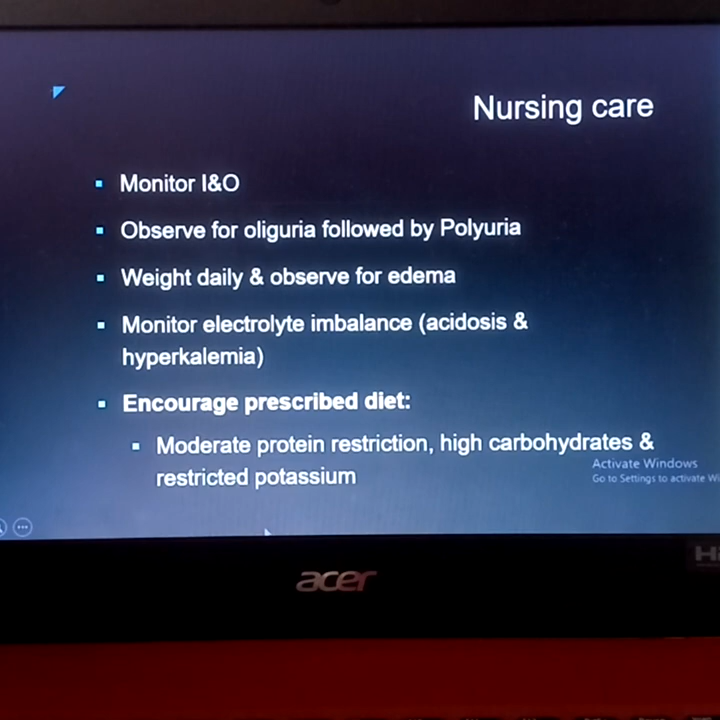 Nursing care
Monitor I&O
Observe for oliguria followed by Polyuria
Weight daily & observe for edema
Monitor electrolyte imbalance (acidosis &
hyperkalemia)
Encourage prescribed diet:
Moderate protein restriction, high carbohydrates &
restricted potassium
Activate Windows
Go to Settings to activate
acer